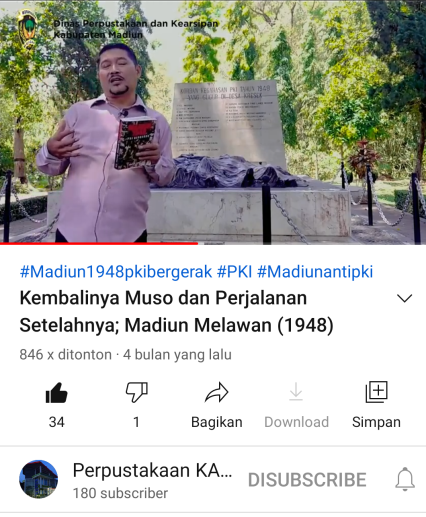 Dinas Perpustakaan dan Kearsipan
Kabupaten Madiun
#Madiun1948pkibergerak #PKI #Madiunantipki
Kembalinya Muso dan Perjalanan
Setelahnya; Madiun Melawan (1948)
846 x ditonton · 4 bulan yang lalu
34
1
Bagikan
Download
Simpan
Perpustakaan KA...
DISUBSCRIBE
180 subscriber